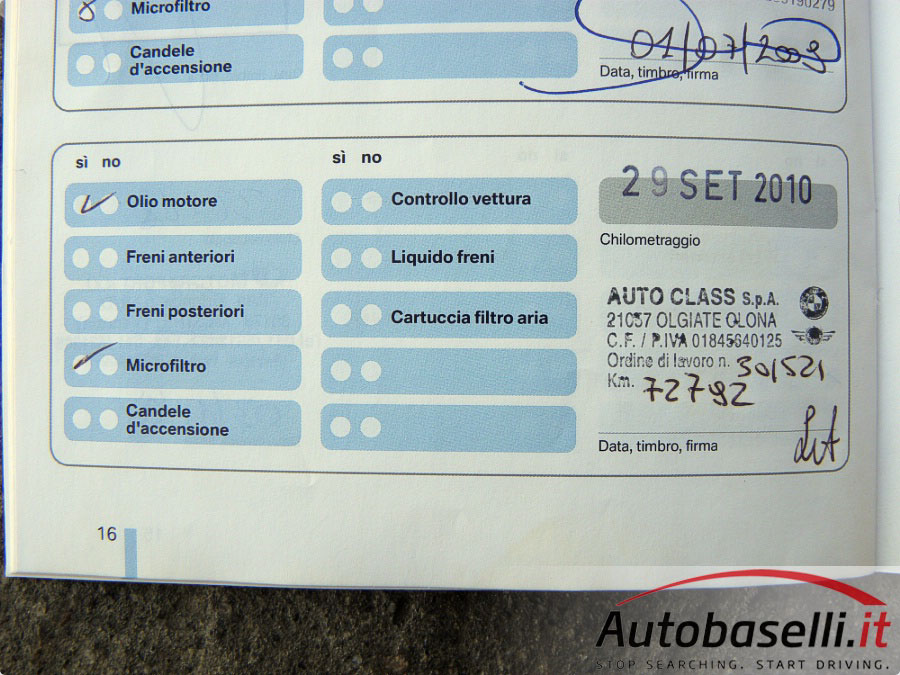 Microfiltro
Candele
d'accensione
01/07/2009
Data, timbro, firma
sì no
sì no
Olio motore
Freni anteriori
Freni posteriori
Microfiltro
Candele
d'accensione
Controllo vettura
Liquido freni
Cartuccia filtro aria
29 SET 2010
Chilometraggio
AUTO CLASS S.p.A.
21057 OLGIATE OLONA
C.F. / P.IVA 01845640125
Ordine di lavoro n. 301521
Km. 72792
Data, timbro, firma
16
Autobaselli.it
STOP SEARCHING. START DRIVING.